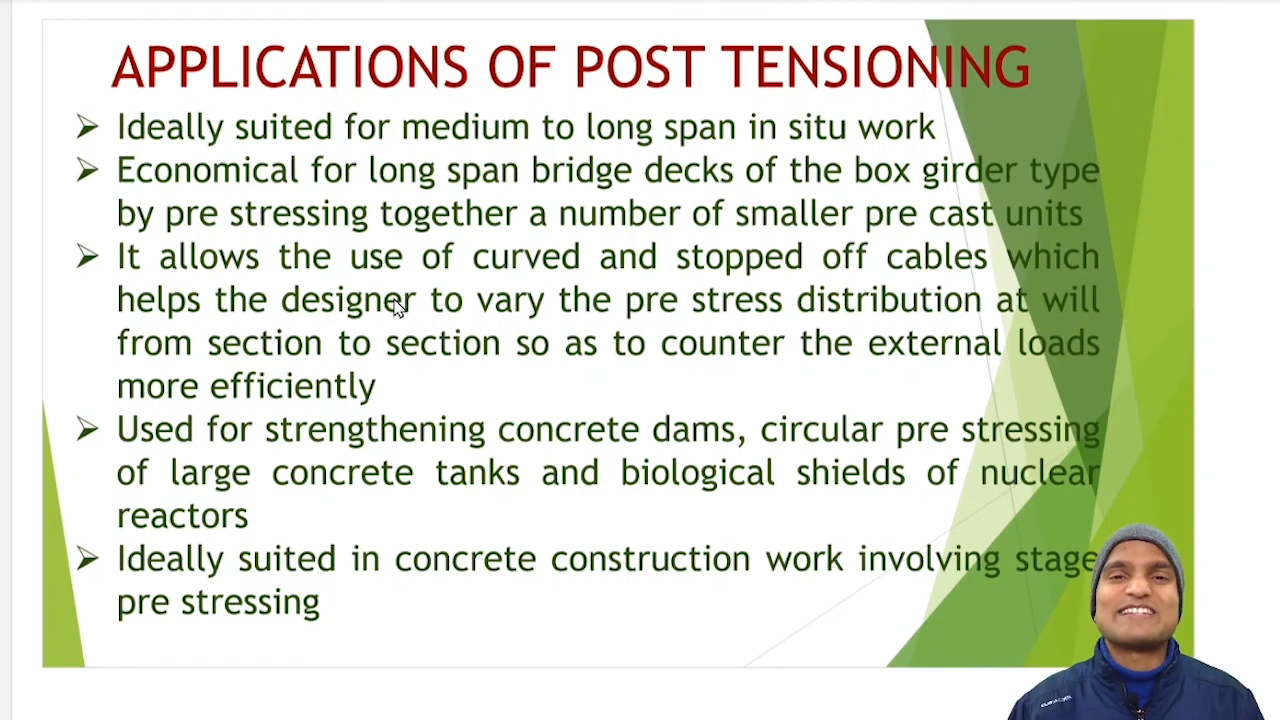 APPLICATIONS OF POST TENSIONING
➢ Ideally suited for medium to long span in situ work
➢ Economical for long span bridge decks of the box girder type
by pre stressing together a number of smaller pre cast units
➢ It allows the use of curved and stopped off cables which
helps the designer to vary the pre stress distribution at will
from section to section so as to counter the external loads
more efficiently
➢ Used for strengthening concrete dams, circular pre stressing
of large concrete tanks and biological shields of nuclear
reactors
➢ Ideally suited in concrete construction work involving stage
pre stressing